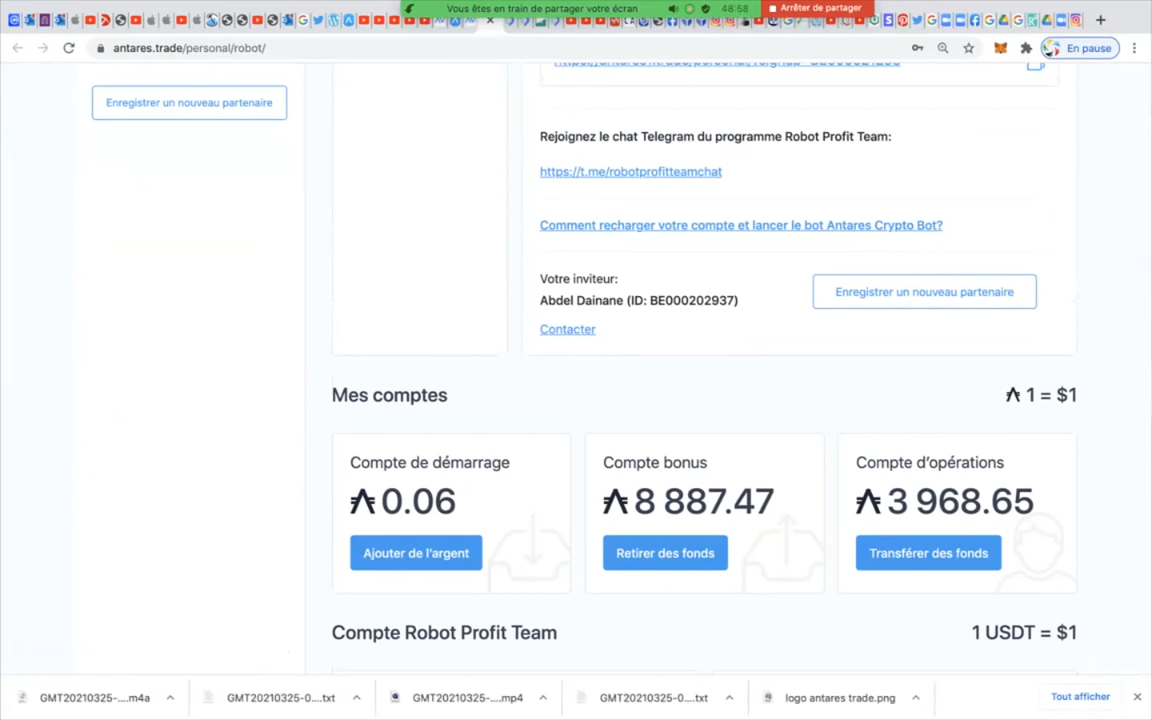 Vous êtes en train de partager votre écran
48:58
Arrêter de partager
antares.trade/personal/robot/
En pause
Enregistrer un nouveau partenaire
Rejoignez le chat Telegram du programme Robot Profit Team:
https://t.me/robotprofitteamchat
Comment recharger votre compte et lancer le bot Antares Crypto Bot?
Votre inviteur:
Abdel Dainane (ID: BE000202937)
Enregistrer un nouveau partenaire
Contacter
Mes comptes
1 = $1
Compte de démarrage
0.06
Ajouter de l'argent
Compte bonus
8 887.47
Retirer des fonds
Compte d'opérations
3 968.65
Transférer des fonds
Compte Robot Profit Team
1 USDT = $1
GMT20210325-....m4a
GMT20210325-0....txt
GMT20210325-....mp4
GMT20210325-0....txt
logo antares trade.png
Tout afficher